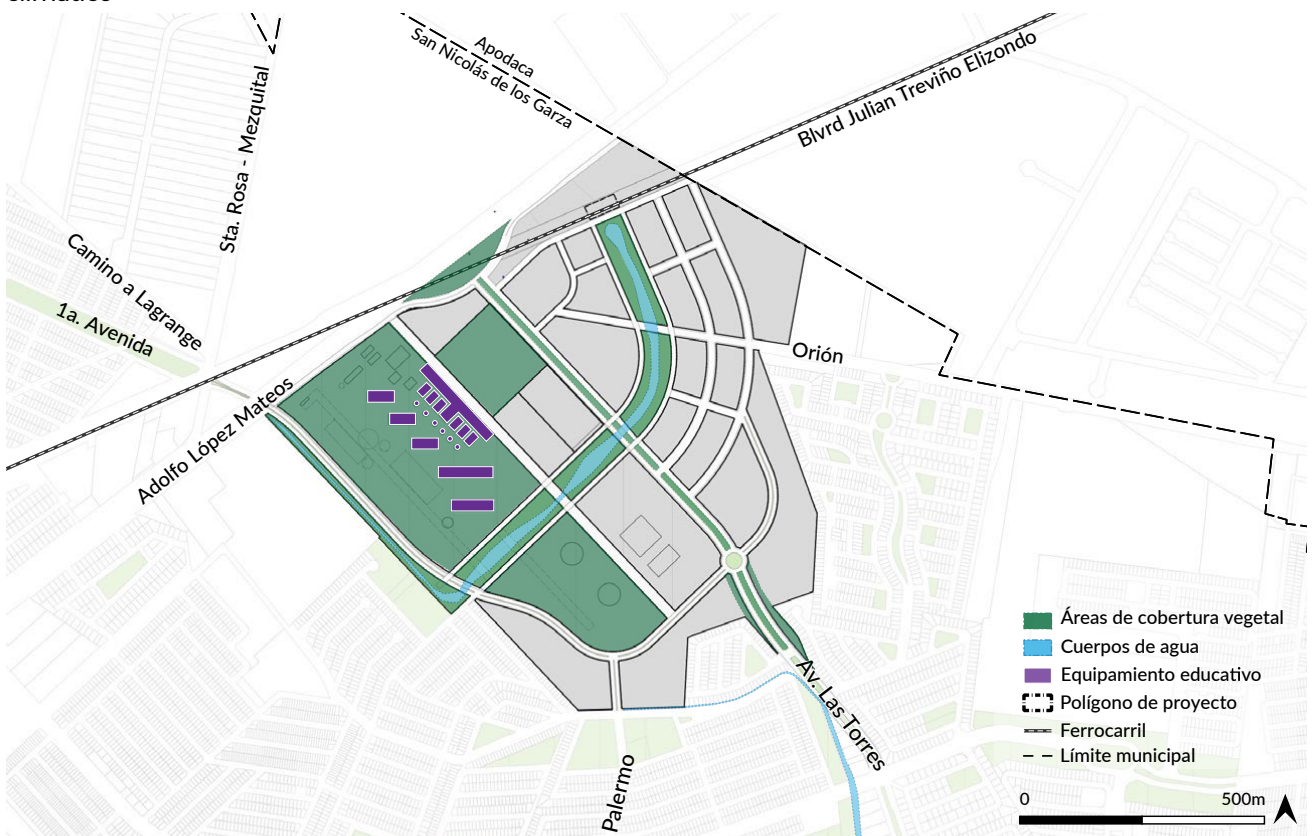 Apodaca
San Nicolás de los Garza
Blvrd Julian Treviño Elizondo
Sta. Rosa - Mezquital
Camino a Lagrange
1a. Avenida
Adolfo López Mateos
Orión
Av. Las Torres
Palermo
Áreas de cobertura vegetal
Cuerpos de agua
Equipamiento educativo
Polígono de proyecto
Ferrocarril
Límite municipal
0 500m